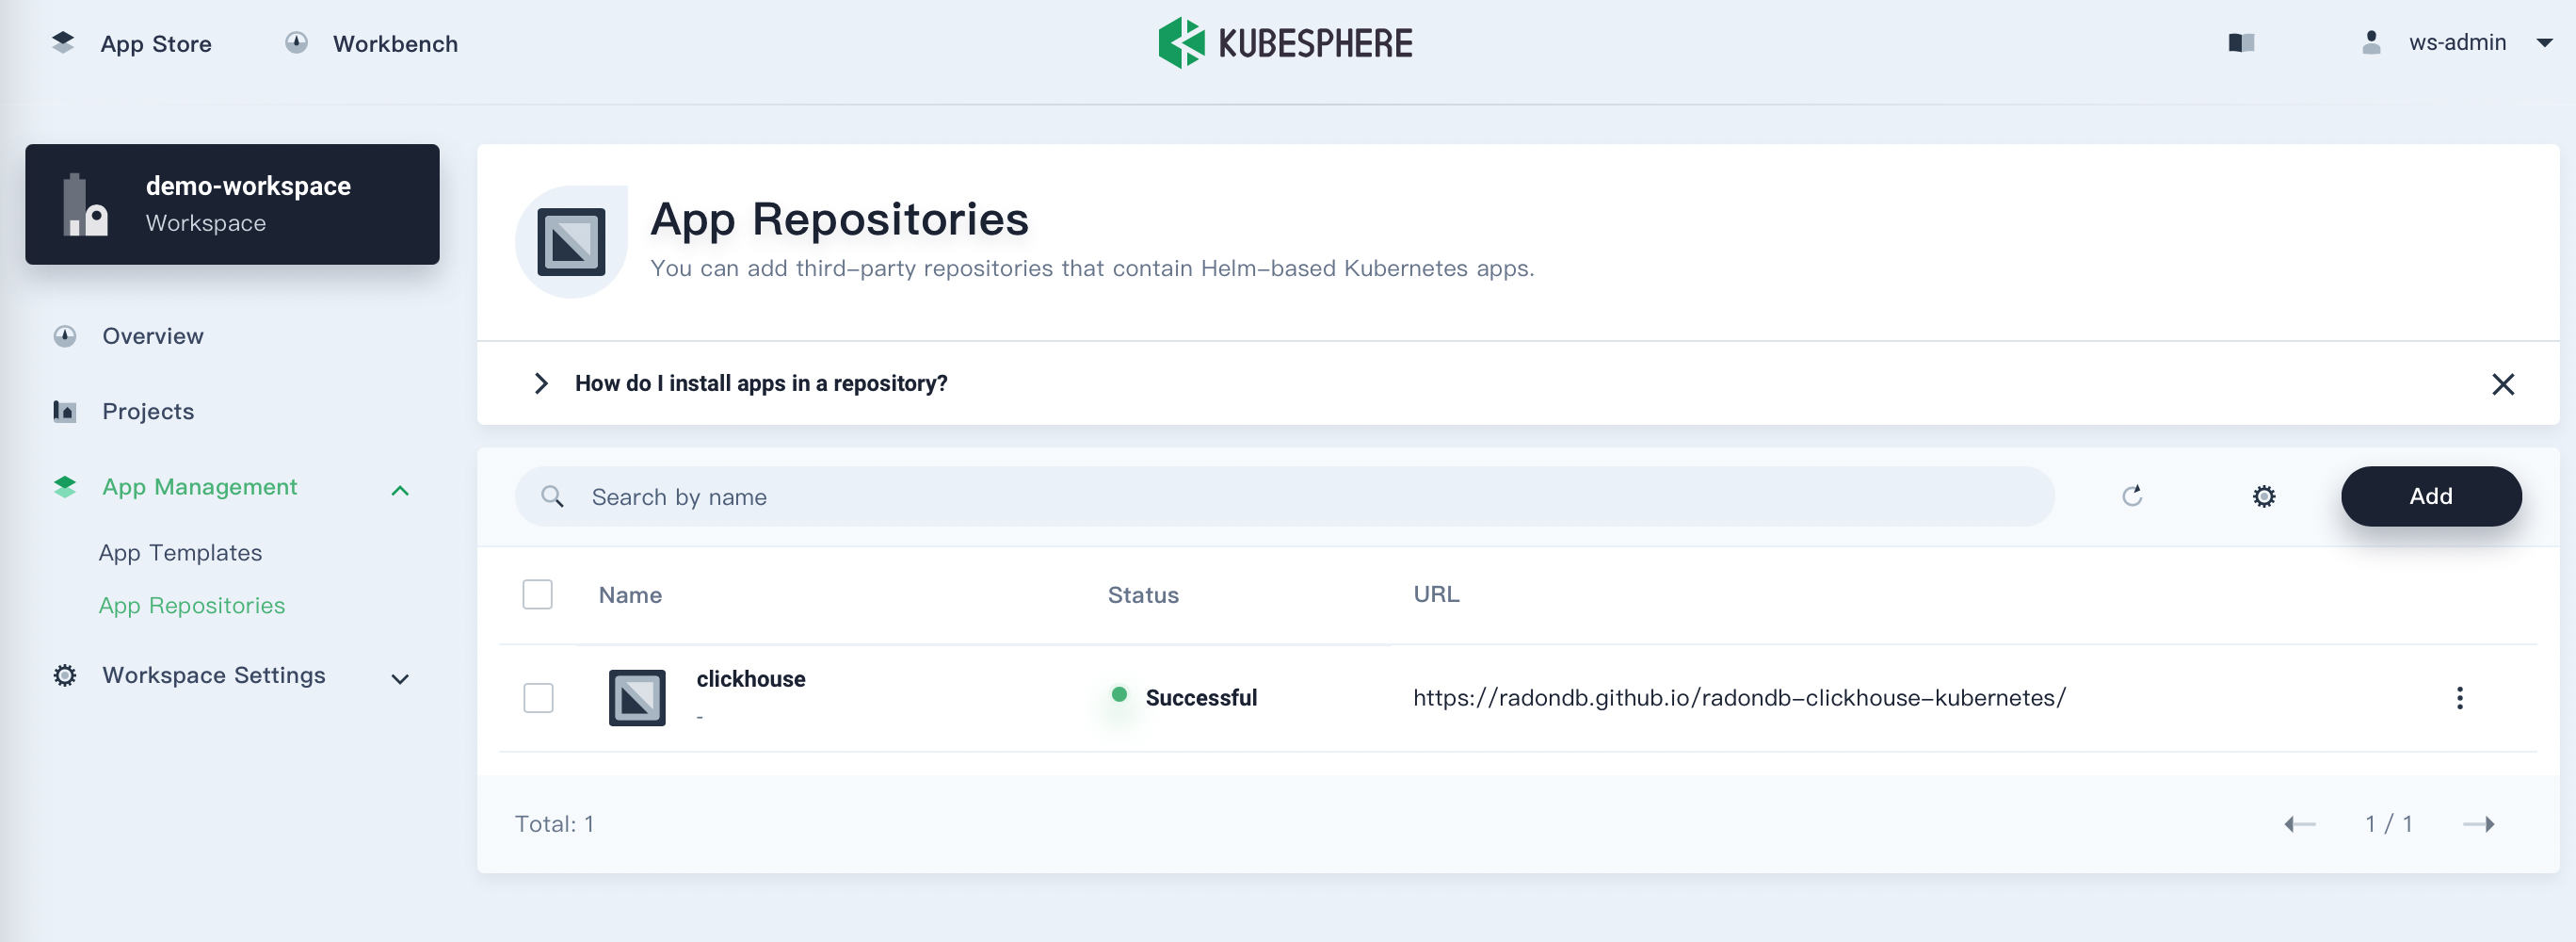 App Store
Workbench
KUBESPHERE
ws-admin
demo-workspace
Workspace
Overview
Projects
App Management
App Templates
App Repositories
Workspace Settings
App Repositories
You can add third-party repositories that contain Helm-based Kubernetes apps.
How do I install apps in a repository?
Search by name
Add
Name
Status
URL
clickhouse
-
Successful
https://radondb.github.io/radondb-clickhouse-kubernetes/
Total: 1
1 / 1